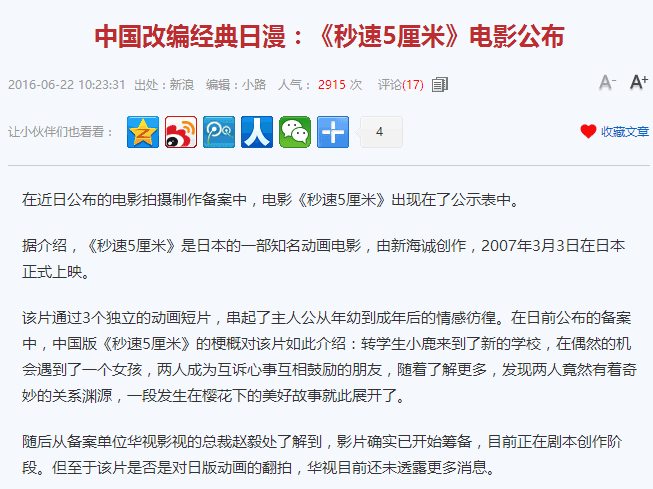 中国改编经典日漫：《秒速5厘米》电影公布
2016-06-22 10:23:31 出处：新浪 编辑：小路 人气： 2915 次 评论(17)
A- A+
让小伙伴们也看看： 4 收藏文章
在近日公布的电影拍摄制作备案中，电影《秒速5厘米》出现在了公示表中。
据介绍，《秒速5厘米》是日本的一部知名动画电影，由新海诚创作，2007年3月3日在日本
正式上映。
该片通过3个独立的动画短片，串起了主人公从年幼到成年后的情感彷徨。在日前公布的备案
中，中国版《秒速5厘米》的梗概对该片如此介绍：转学生小鹿来到了新的学校，在偶然的机
会遇到了一个女孩，两人成为互诉心事互相鼓励的朋友，随着了解更多，发现两人竟然有着奇
妙的关系渊源，一段发生在樱花下的美好故事就此展开了。
随后从备案单位华视影视的总裁赵毅处了解到，影片确实已开始筹备，目前正在剧本创作阶
段。但至于该片是否是对日版动画的翻拍，华视目前还未透露更多消息。